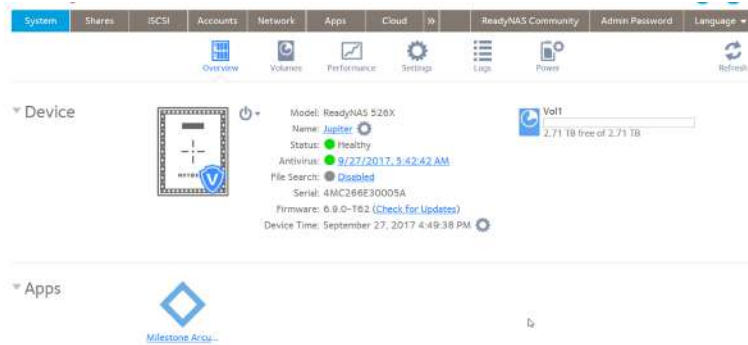 System Shares iSCSI Accounts Network Apps Cloud » ReadyNAS Community Admin Password Language
Overview Volumes Performance Settings Logs Power Refresh
Device
Model: ReadyNAS 526X
Name: Jupiter
Status: Healthy
Antivirus: 9/27/2017, 5:42:42 AM
File Search: Disabled
Serial: 4MC266E30005A
Firmware: 6.9.0-T62 (Check for Updates)
Device Time: September 27, 2017 4:49:38 PM
Vol1
2.71 TB free of 2.71 TB
Apps
Milestone Arcu...